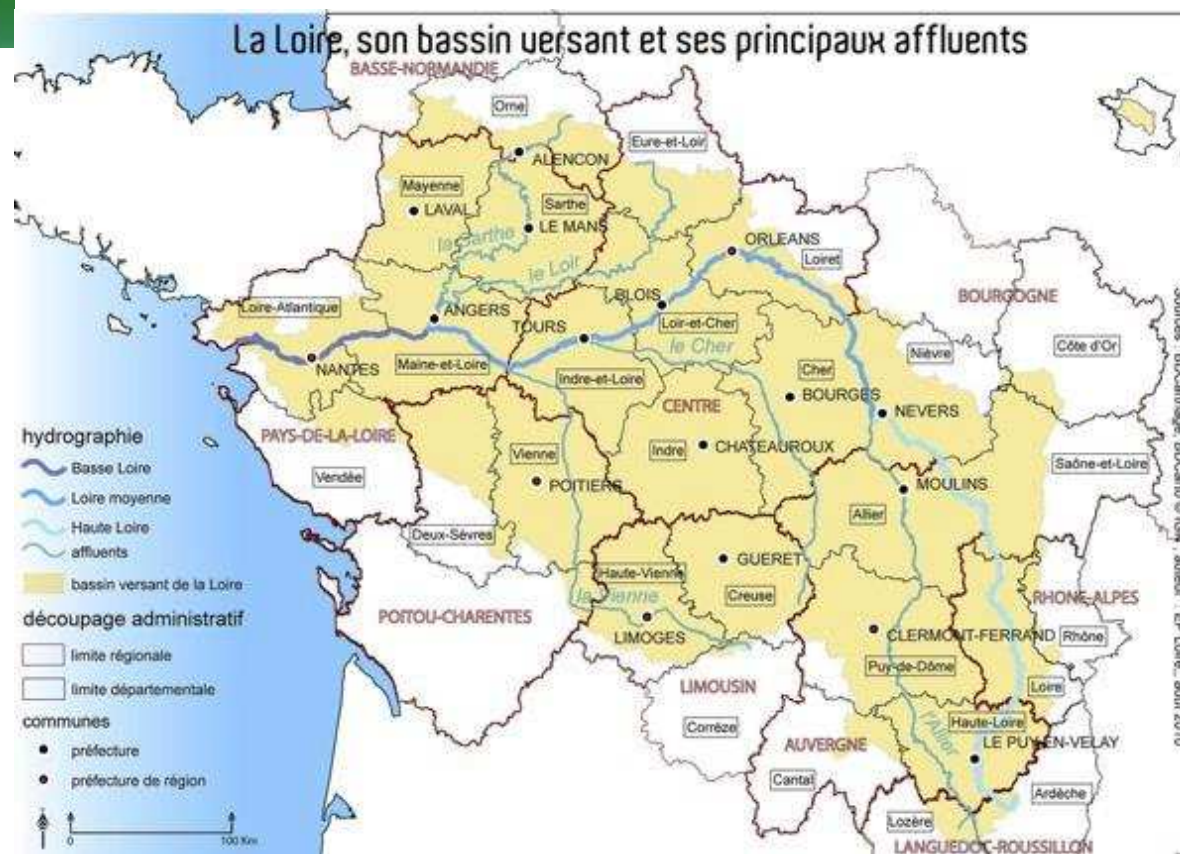 La Loire, son bassin versant et ses principaux affluents
BASSE-NORMANDIE
Orne
Eure-et-Loir
ALENCON
Mayenne
LAVAL
Sarthe
LE MANS
la Sarthe
le Loir
ORLEANS
Loiret
BOURGOGNE
Loire-Atlantique
ANGERS
BLOIS
TOURS
Loir-et-Cher
le Cher
Nièvre
Côte d'Or
NANTES
Maine-et-Loire
Indre-et-Loire
Cher
BOURGES
NEVERS
CENTRE
PAYS-DE-LA-LOIRE
Vendée
Vienne
POITIERS
Indre
CHATEAUROUX
Saône-et-Loire
MOULINS
Allier
Deux-Sèvres
GUERET
Haute-Vienne
Creuse
la Vienne
POITOU-CHARENTES
LIMOGES
RHONE-ALPES
Rhône
CLERMONT-FERRAND
Puy-de-Dôme
Loire
LIMOUSIN
Corrèze
Haute-Loire
l'Allier
LE PUY-EN-VELAY
AUVERGNE
Cantal
Ardèche
Lozère
LANGUEDOC-ROUSSILLON
hydrographie
Basse Loire
Loire moyenne
Haute Loire
affluents
bassin versant de la Loire
découpage administratif
limite régionale
limite départementale
communes
préfecture
préfecture de région
0 100 Km